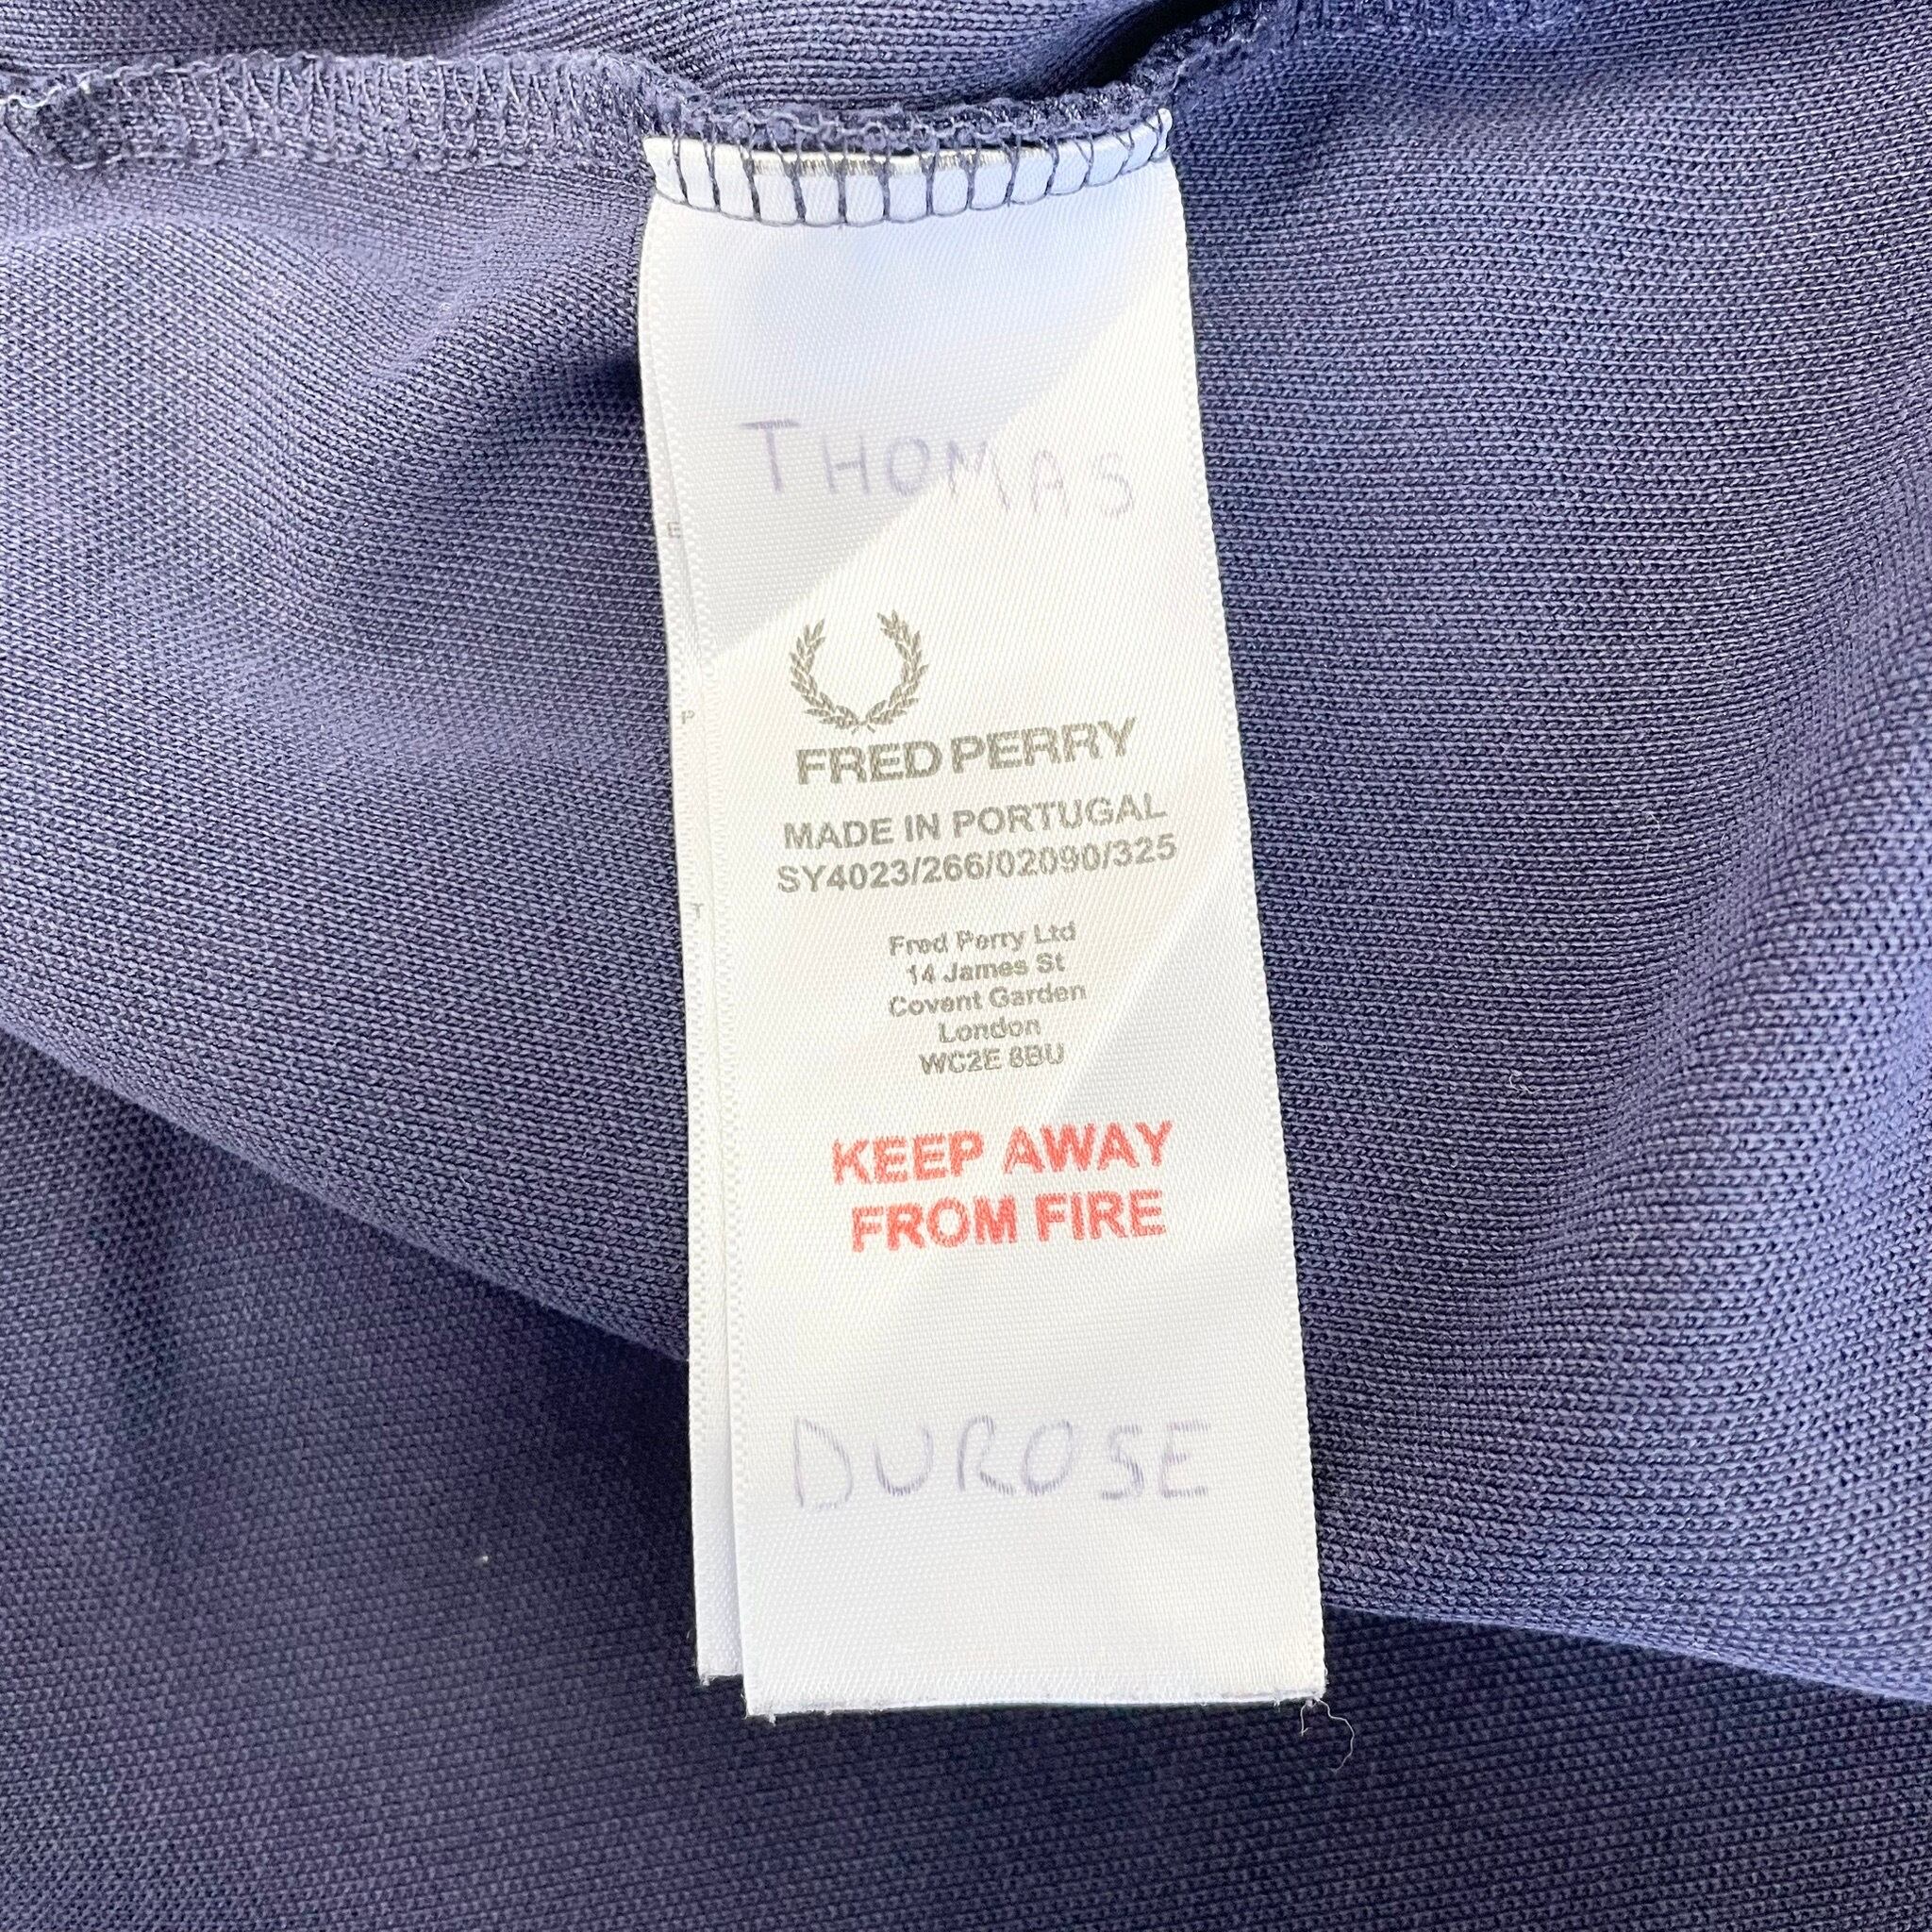 THOMAS
FRED PERRY
MADE IN PORTUGAL
SY4023/266/02090/325
Fred Perry Ltd
14 James St
Covent Garden
London
WC2E 8BU
KEEP AWAY
FROM FIRE
DUROSE
E
P
T